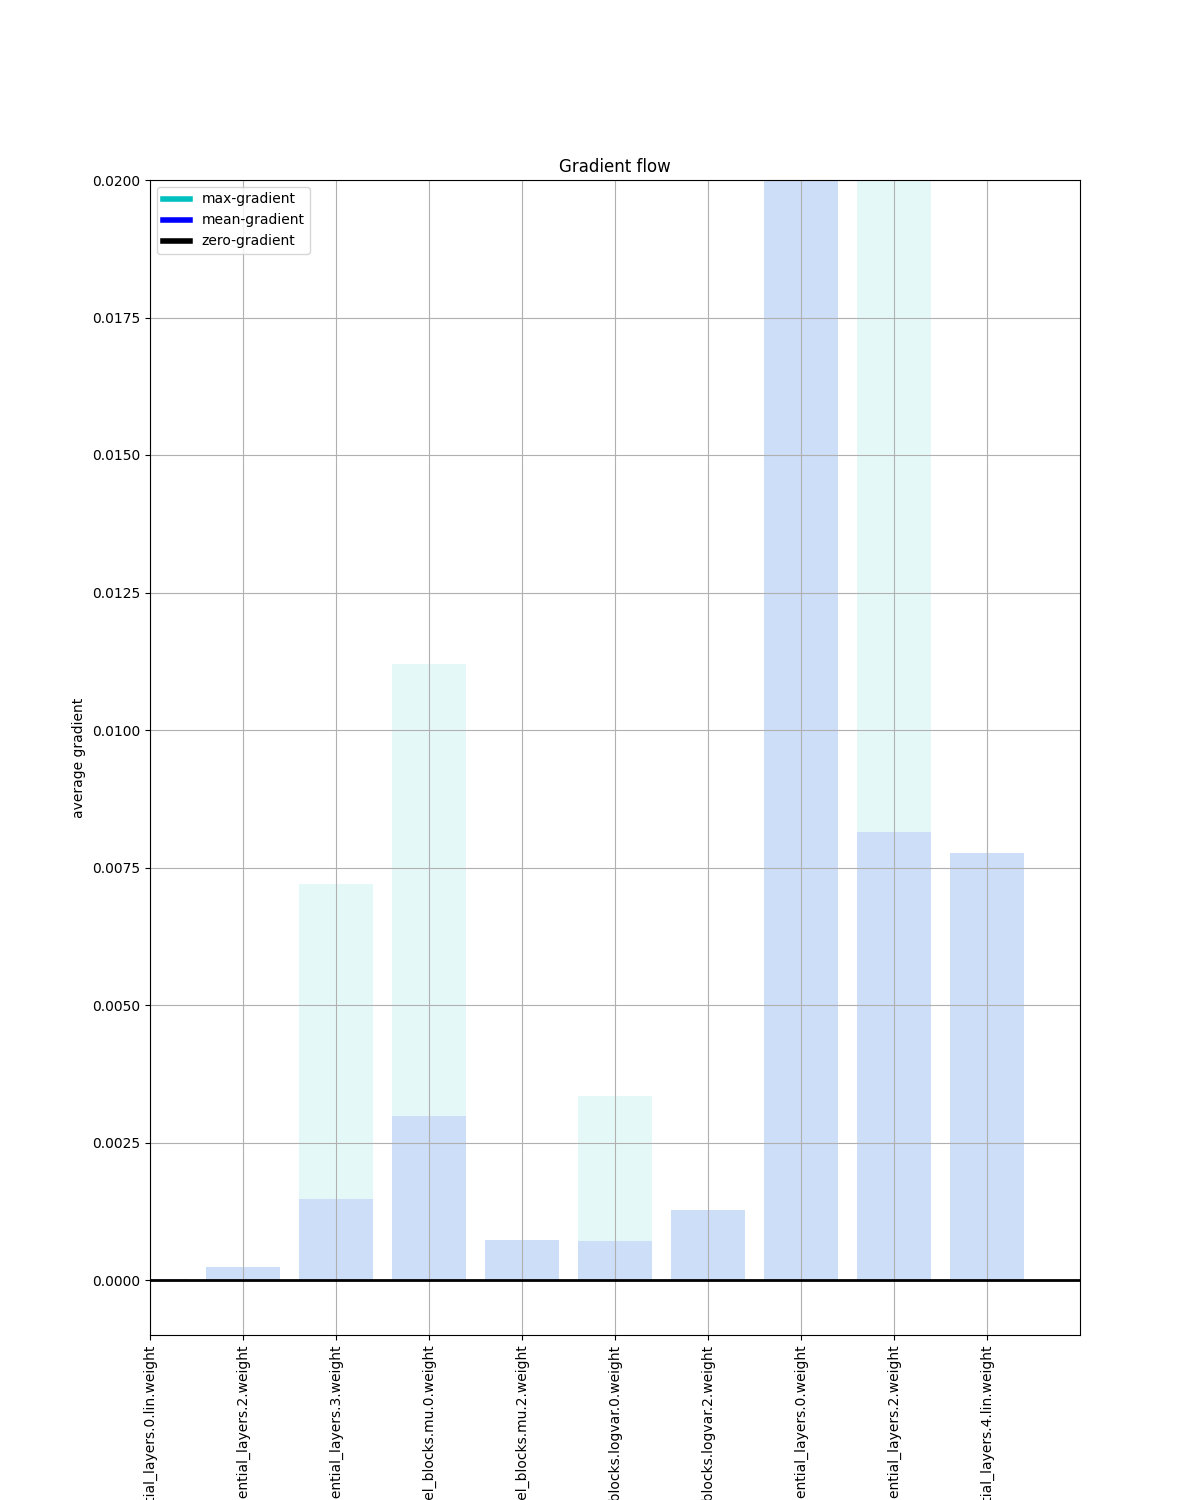 Gradient flow
max-gradient
mean-gradient
zero-gradient
0.0200
0.0175
0.0150
0.0125
0.0100
0.0075
0.0050
0.0025
0.0000
average gradient
tial_layers.0.lin.weight
ential_layers.2.weight
ential_layers.3.weight
el_blocks.mu.0.weight
el_blocks.mu.2.weight
blocks.logvar.0.weight
blocks.logvar.2.weight
ential_layers.0.weight
ential_layers.2.weight
tial_layers.4.lin.weight